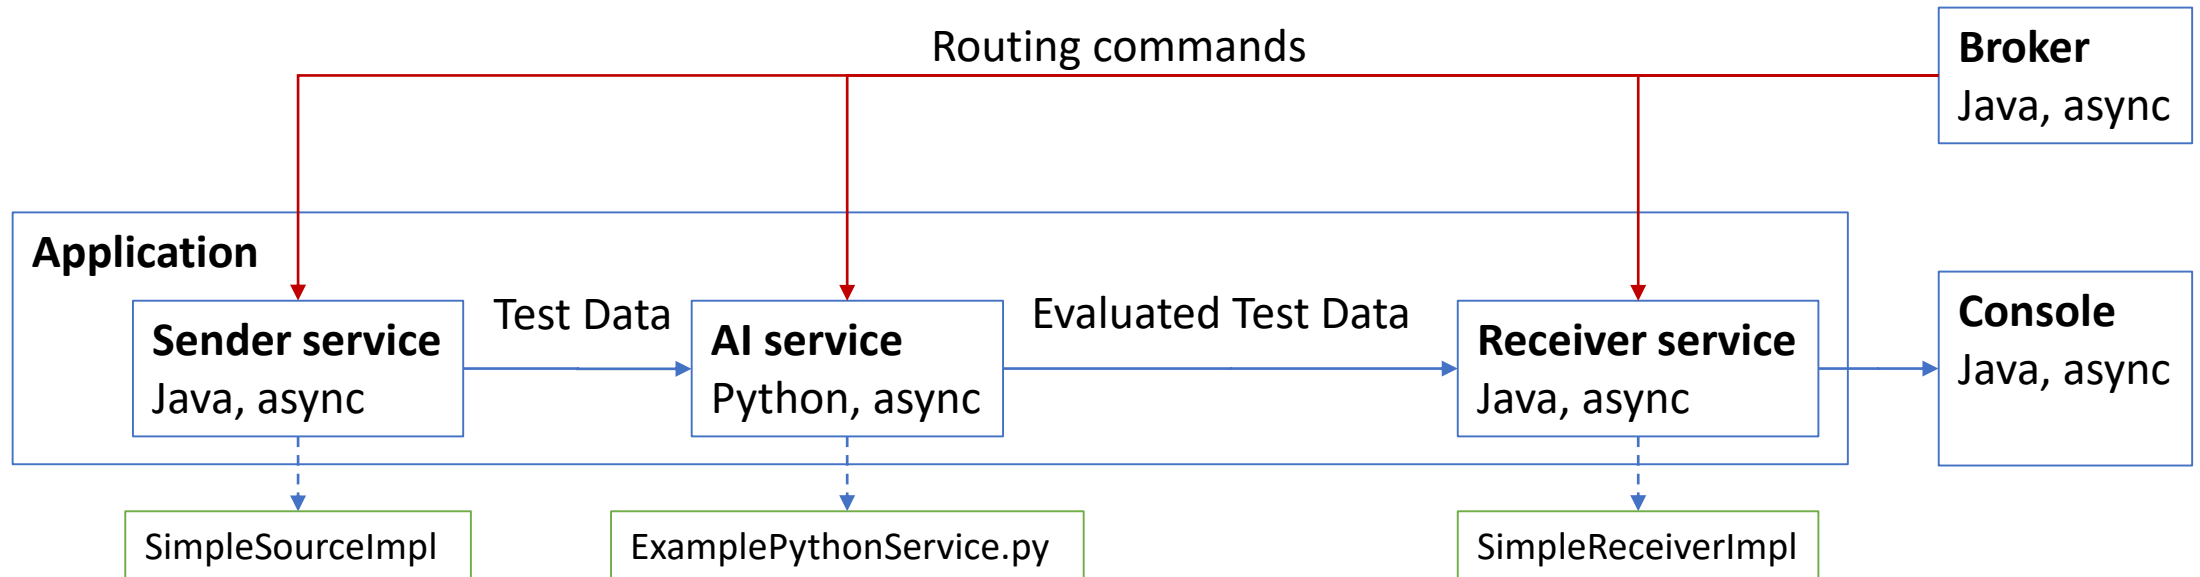 Routing commands
Broker
Java, async
Application
Sender service
Java, async
Test Data
AI service
Python, async
Evaluated Test Data
Receiver service
Java, async
Console
Java, async
SimpleSourceImpl
ExamplePythonService.py
SimpleReceiverImpl